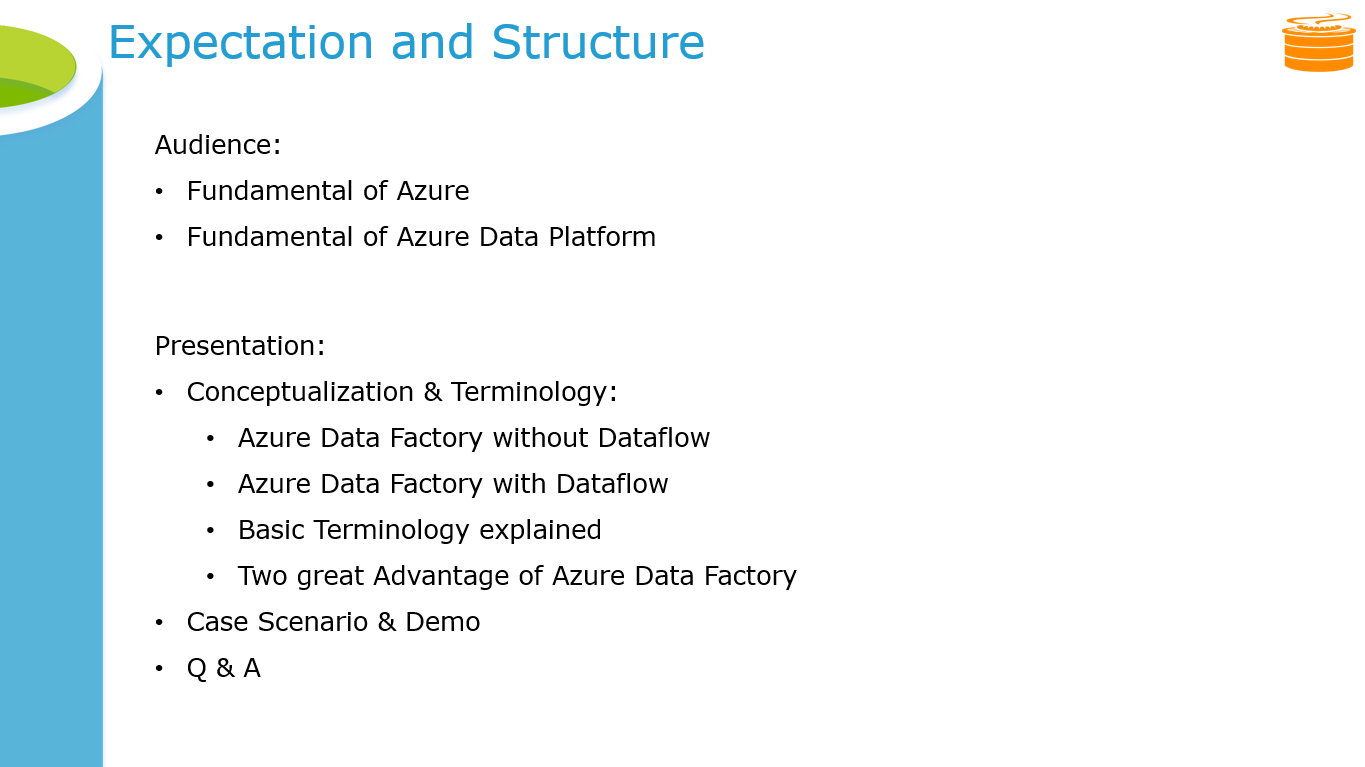 Expectation and Structure
Audience:
• Fundamental of Azure
• Fundamental of Azure Data Platform
Presentation:
• Conceptualization & Terminology:
• Azure Data Factory without Dataflow
• Azure Data Factory with Dataflow
• Basic Terminology explained
• Two great Advantage of Azure Data Factory
• Case Scenario & Demo
• Q & A